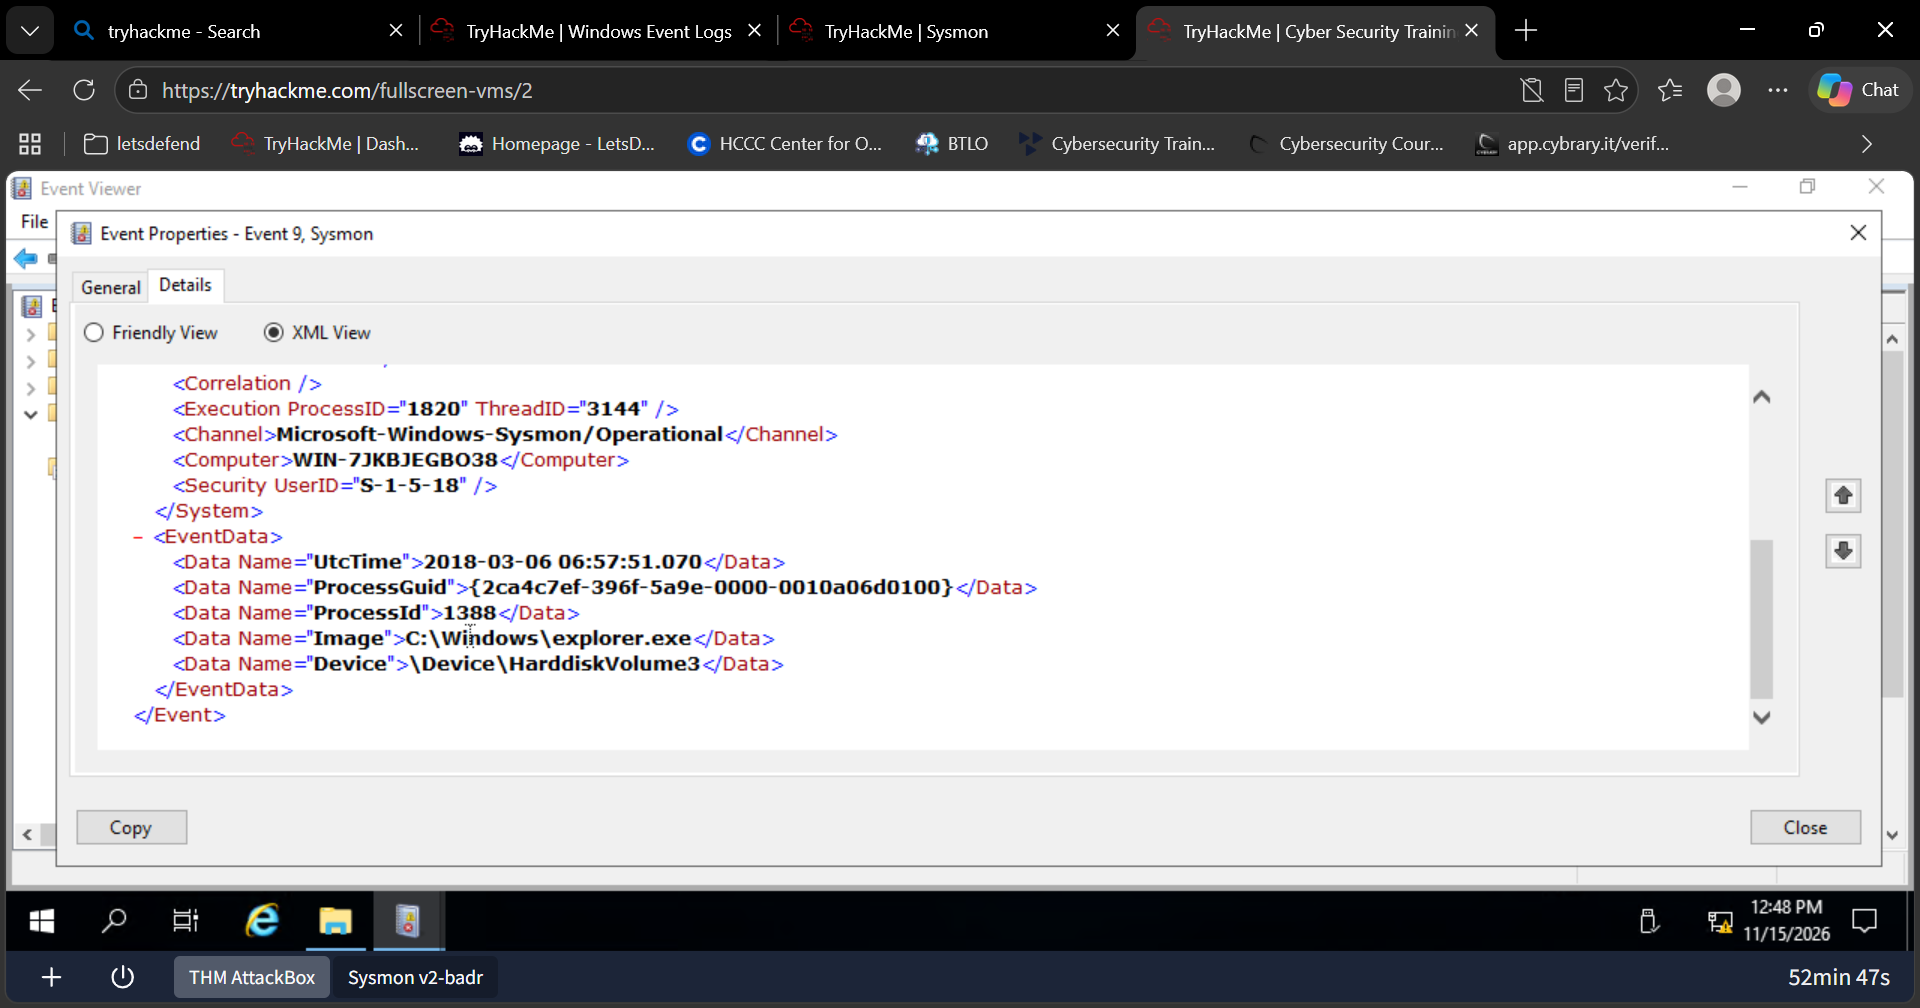 tryhackme - Search
TryHackMe | Windows Event Logs
TryHackMe | Sysmon
TryHackMe | Cyber Security Trainin
https://tryhackme.com/fullscreen-vms/2
Chat
letsdefend
TryHackMe | Dash...
Homepage - LetsD...
HCCC Center for O...
BTLO
Cybersecurity Train...
Cybersecurity Cour...
app.cybrary.it/verif...
Event Viewer
File
Event Properties - Event 9, Sysmon
General
Details
Friendly View
XML View
<Correlation />
<Execution ProcessID="1820" ThreadID="3144" />
<Channel>Microsoft-Windows-Sysmon/Operational</Channel>
<Computer>WIN-7JKBJEGBO38</Computer>
<Security UserID="S-1-5-18" />
</System>
- <EventData>
<Data Name="UtcTime">2018-03-06 06:57:51.070</Data>
<Data Name="ProcessGuid">{2ca4c7ef-396f-5a9e-0000-0010a06d0100}</Data>
<Data Name="ProcessId">1388</Data>
<Data Name="Image">C:\Windows\explorer.exe</Data>
<Data Name="Device">\Device\HarddiskVolume3</Data>
</EventData>
</Event>
Copy
Close
12:48 PM
11/15/2026
THM AttackBox
Sysmon v2-badr
52min 47s